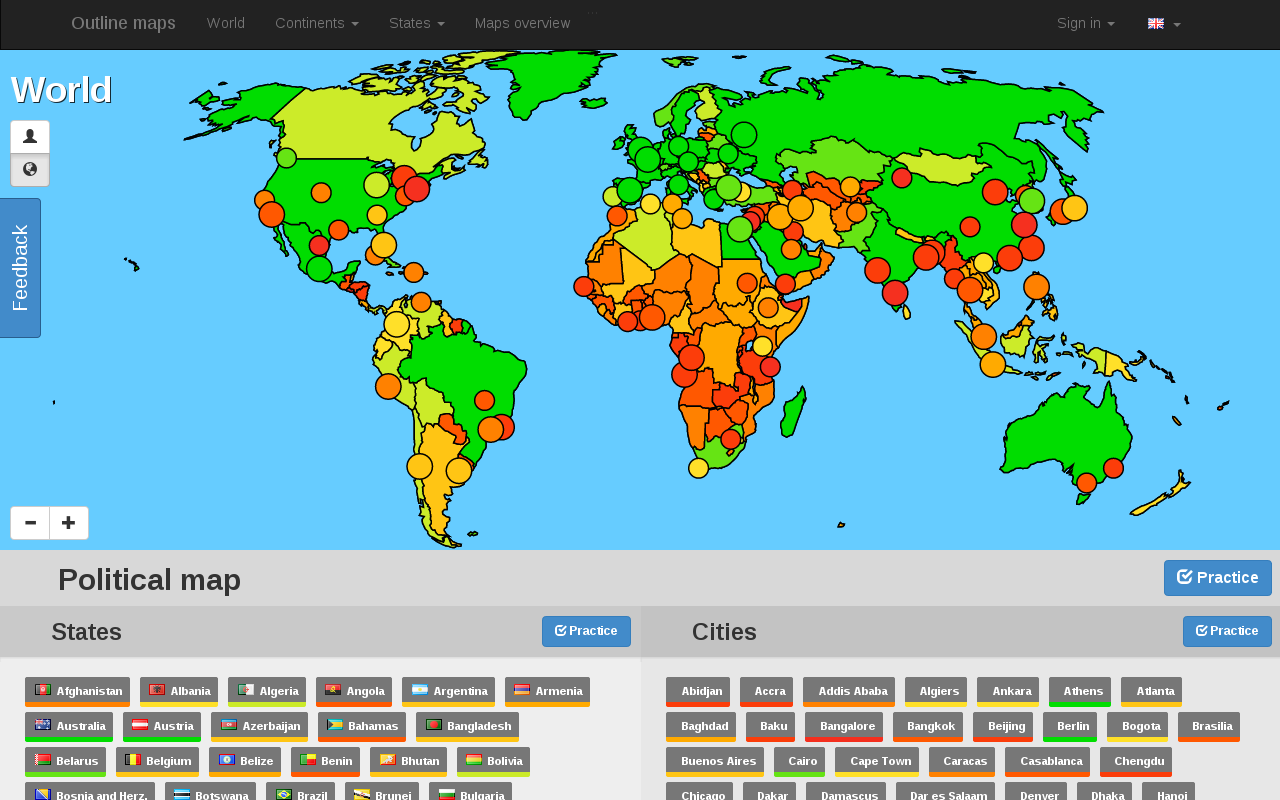 Outline maps World Continents States Maps overview ... Sign in
World
Feedback
Political map Practice
States Practice Cities Practice
Afghanistan Albania Algeria Angola Argentina Armenia
Australia Austria Azerbaijan Bahamas Bangladesh
Belarus Belgium Belize Benin Bhutan Bolivia
Bosnia and Herz. Botswana Brazil Brunei Bulgaria
Abidjan Accra Addis Ababa Algiers Ankara Athens Atlanta
Baghdad Baku Bangalore Bangkok Beijing Berlin Bogota Brasilia
Buenos Aires Cairo Cape Town Caracas Casablanca Chengdu
Chicago Dakar Damascus Dar es Salaam Denver Dhaka Hanoi